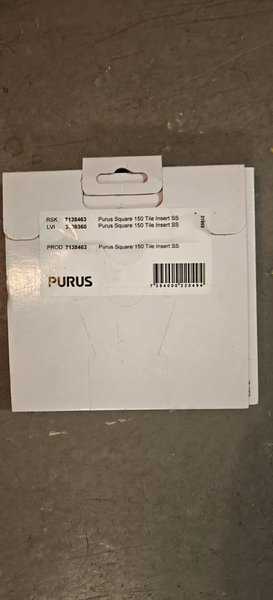 RSK 7138463 Purus Square 150 Tile Insert SS
LVI Purus Square 150 Tile Insert SS
PROD 7138463 Purus Square 150 Tile Insert SS
PURUS
7394000220494